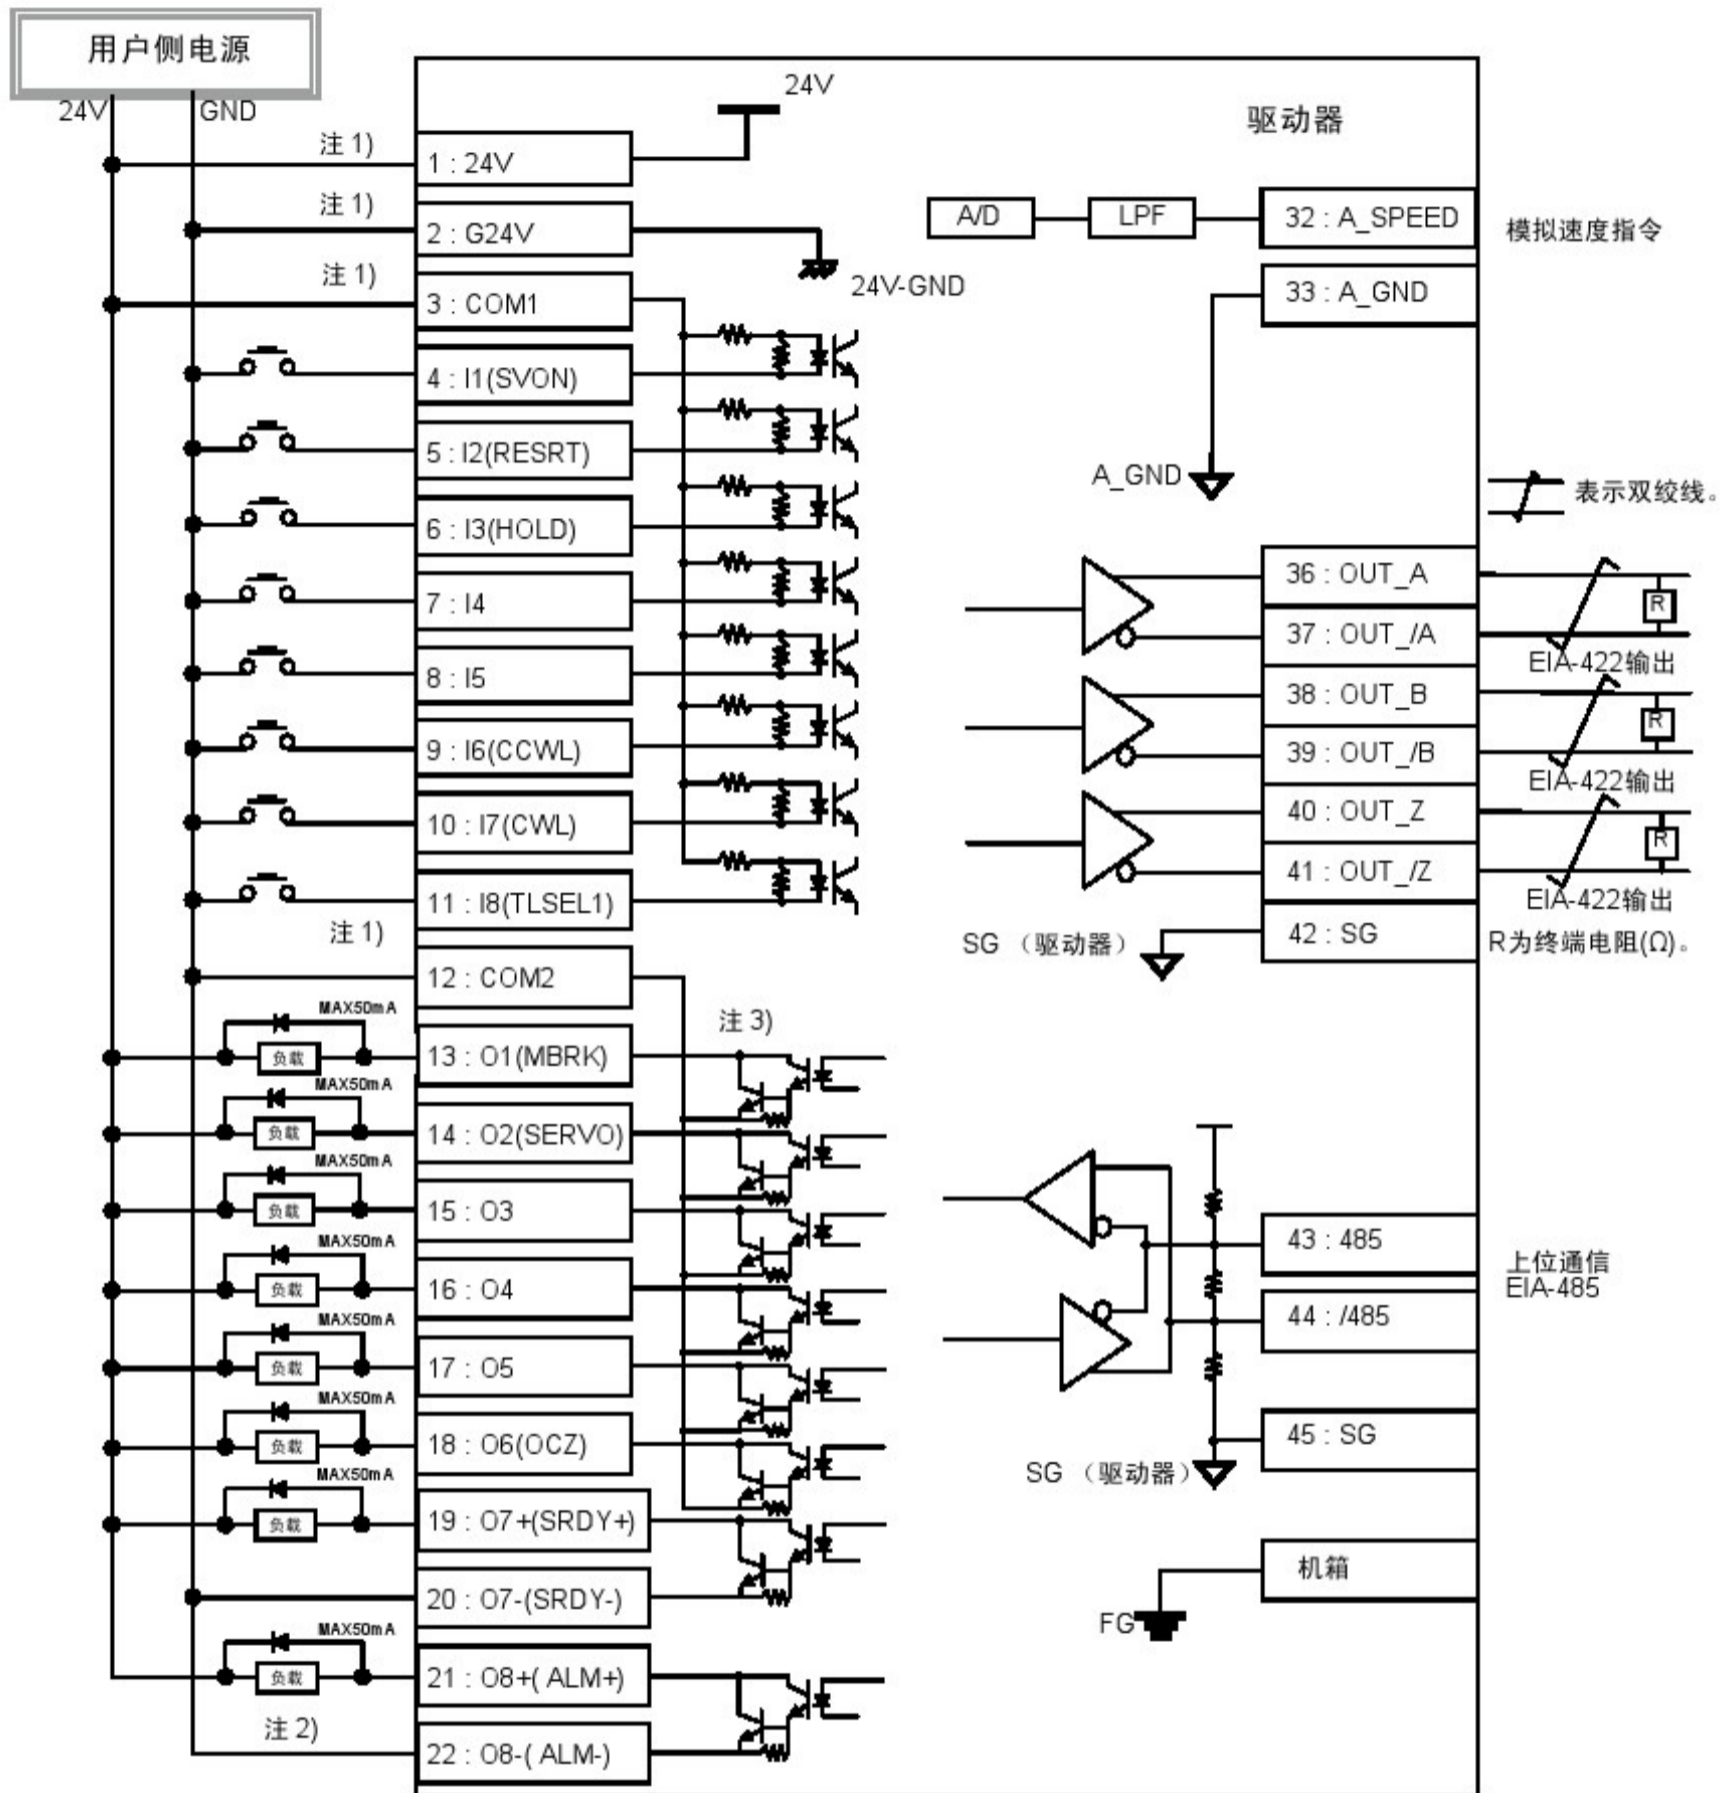 用户侧电源
24V
GND
24V
驱动器
注 1)
1 : 24V
A/D
LPF
32 : A_SPEED
模拟速度指令
注 1)
2 : G24V
24V-GND
33 : A_GND
注 1)
3 : COM1
4 : I1(SVON)
5 : I2(RESRT)
A_GND
表示双绞线。
6 : I3(HOLD)
36 : OUT_A
R
7 : I4
37 : OUT_/A
EIA-422输出
8 : I5
38 : OUT_B
R
9 : I6(CCWL)
39 : OUT_/B
EIA-422输出
10 : I7(CWL)
40 : OUT_Z
R
41 : OUT_/Z
EIA-422输出
11 : I8(TLSEL1)
注 1)
SG （驱动器）
42 : SG
R为终端电阻(Ω)。
12 : COM2
MAX50mA
注 3)
负载
13 : O1(MBRK)
MAX50mA
负载
14 : O2(SERVO)
MAX50mA
负载
15 : O3
MAX50mA
43 : 485
上位通信
EIA-485
负载
16 : O4
44 : /485
MAX50mA
负载
17 : O5
MAX50mA
负载
18 : O6(OCZ)
45 : SG
MAX50mA
SG （驱动器）
负载
19 : O7+(SRDY+)
机箱
20 : O7-(SRDY-)
FG
MAX50mA
负载
21 : O8+( ALM+)
注 2)
22 : O8-( ALM-)